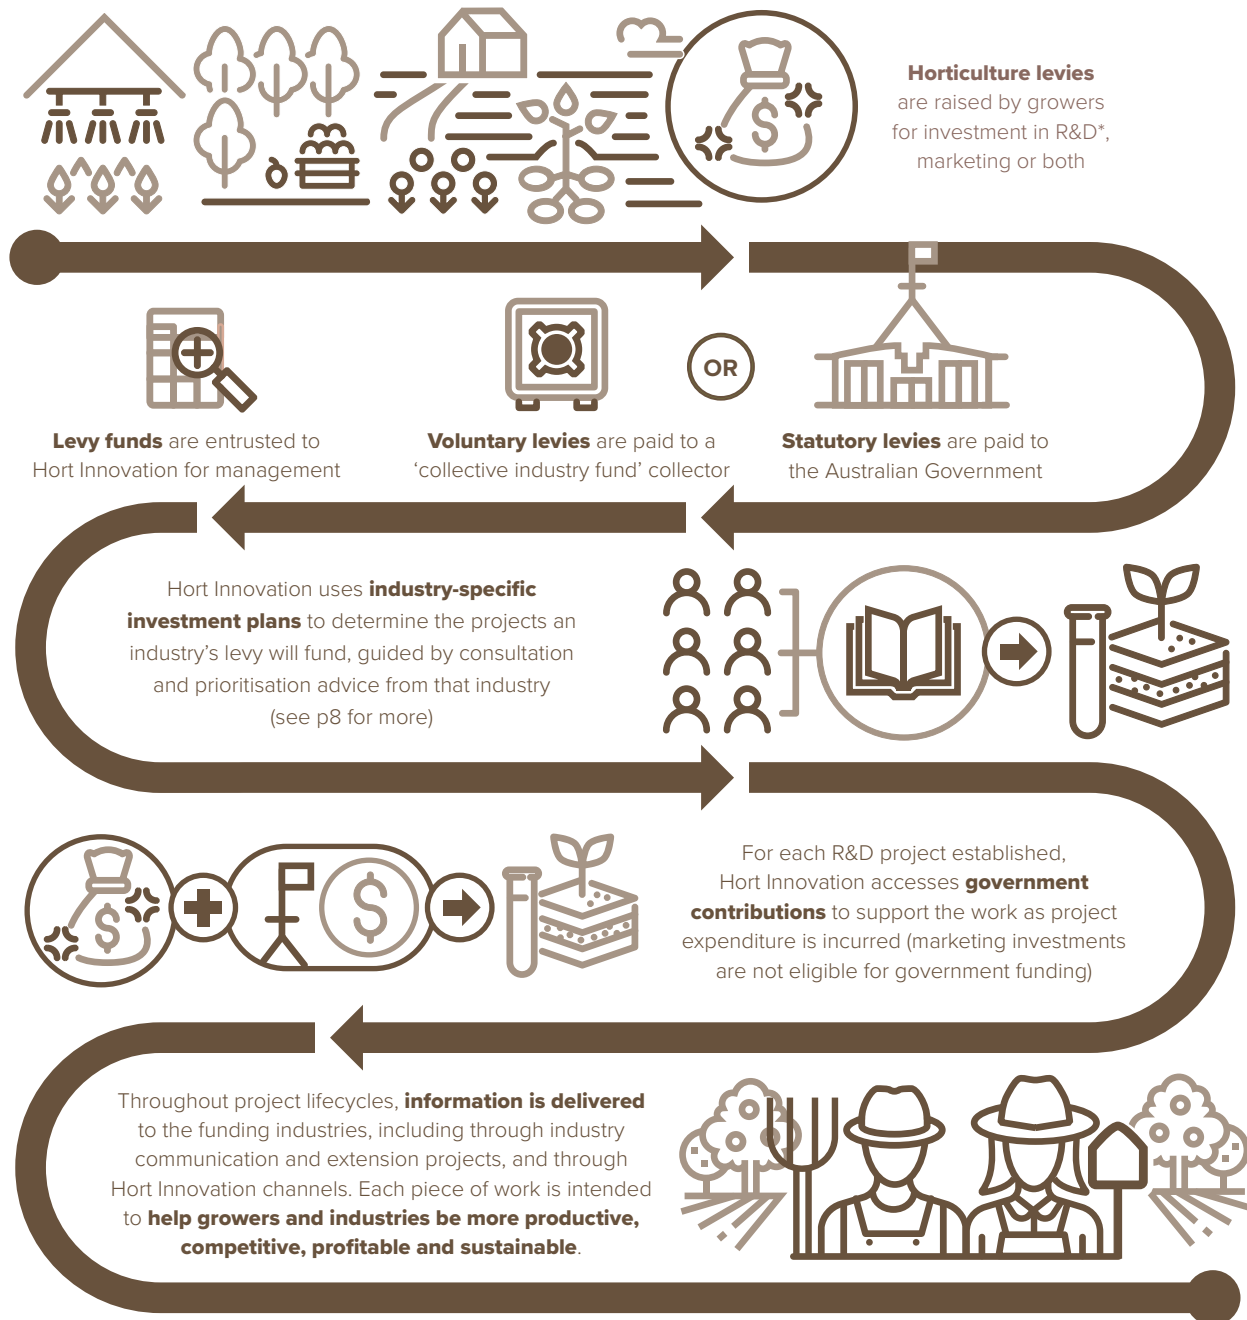 Horticulture levies
are raised by growers
for investment in R&D*,
marketing or both
OR
Levy funds are entrusted to
Hort Innovation for management
Voluntary levies are paid to a
‘collective industry fund’ collector
Statutory levies are paid to
the Australian Government
Hort Innovation uses industry-specific
investment plans to determine the projects an
industry’s levy will fund, guided by consultation
and prioritisation advice from that industry
(see p8 for more)
For each R&D project established,
Hort Innovation accesses government
contributions to support the work as project
expenditure is incurred (marketing investments
are not eligible for government funding)
Throughout project lifecycles, information is delivered
to the funding industries, including through industry
communication and extension projects, and through
Hort Innovation channels. Each piece of work is intended
to help growers and industries be more productive,
competitive, profitable and sustainable.